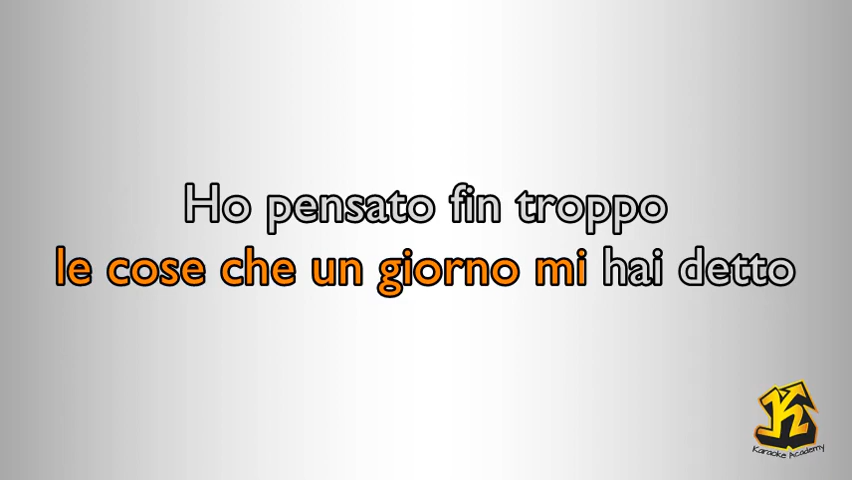 Ho pensato fin troppo
le cose che un giorno mi hai detto
K
Karaoke Academy